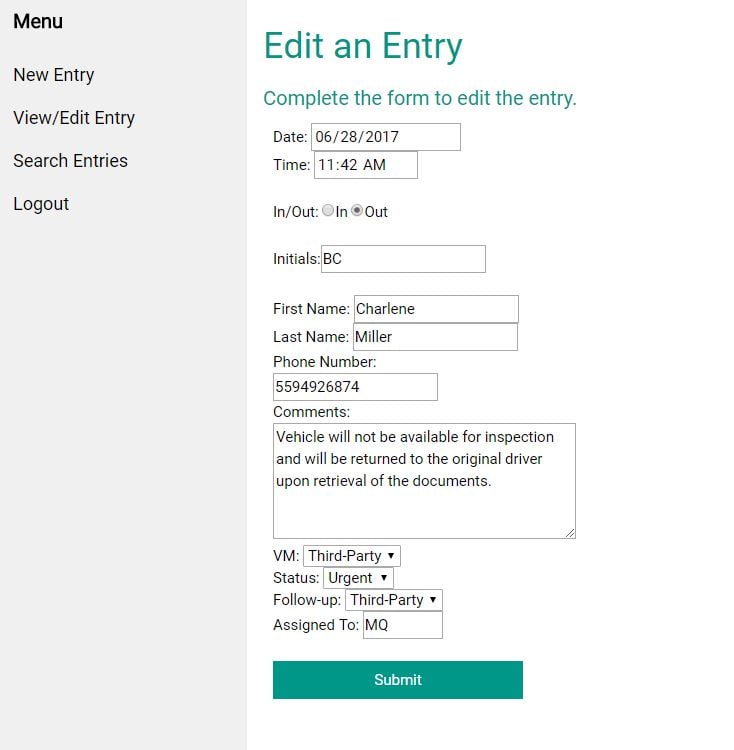 Menu
New Entry
View/Edit Entry
Search Entries
Logout
Edit an Entry
Complete the form to edit the entry.
Date: 06/28/2017
Time: 11:42 AM
In/Out: In Out
Initials: BC
First Name: Charlene
Last Name: Miller
Phone Number:
5594926874
Comments:
Vehicle will not be available for inspection
and will be returned to the original driver
upon retrieval of the documents.
VM: Third-Party
Status: Urgent
Follow-up: Third-Party
Assigned To: MQ
Submit